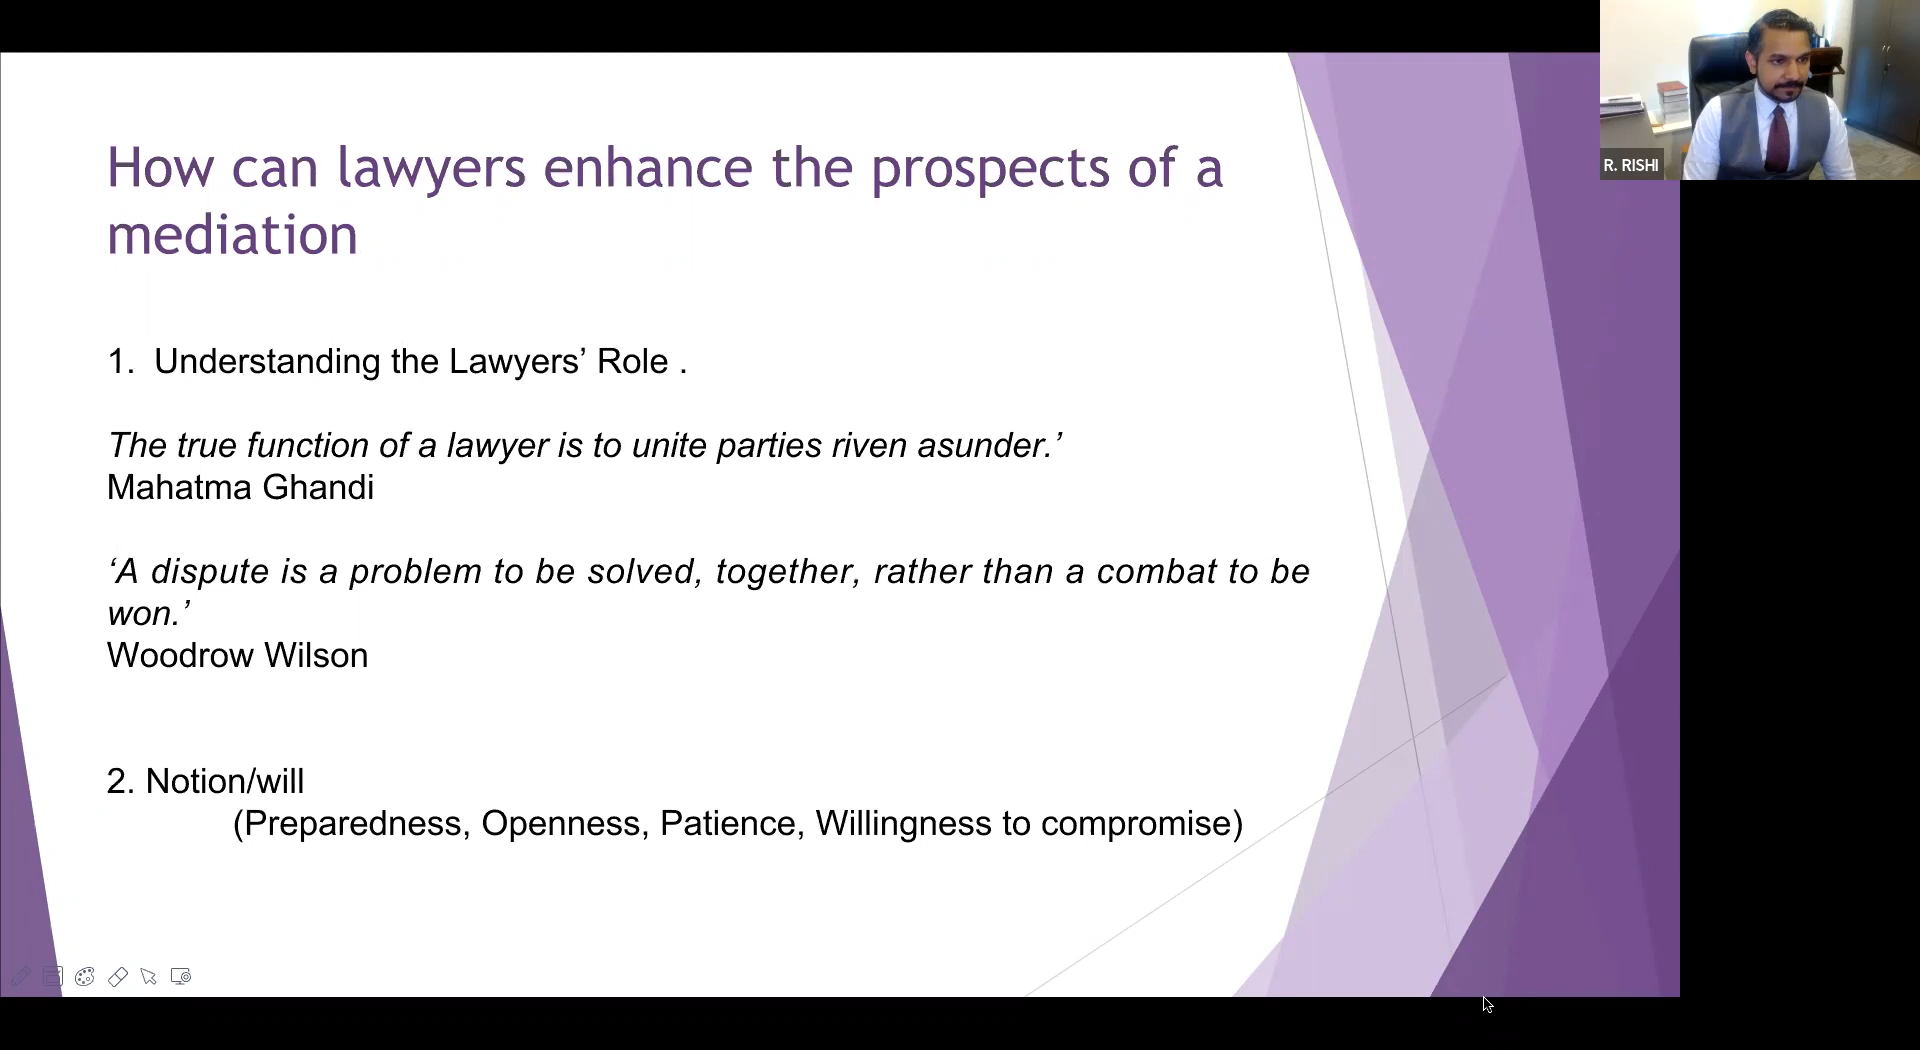 How can lawyers enhance the prospects of a
mediation
1. Understanding the Lawyers’ Role .
The true function of a lawyer is to unite parties riven asunder.’
Mahatma Ghandi
‘A dispute is a problem to be solved, together, rather than a combat to be
won.’
Woodrow Wilson
2. Notion/will
(Preparedness, Openness, Patience, Willingness to compromise)
R. RISHI